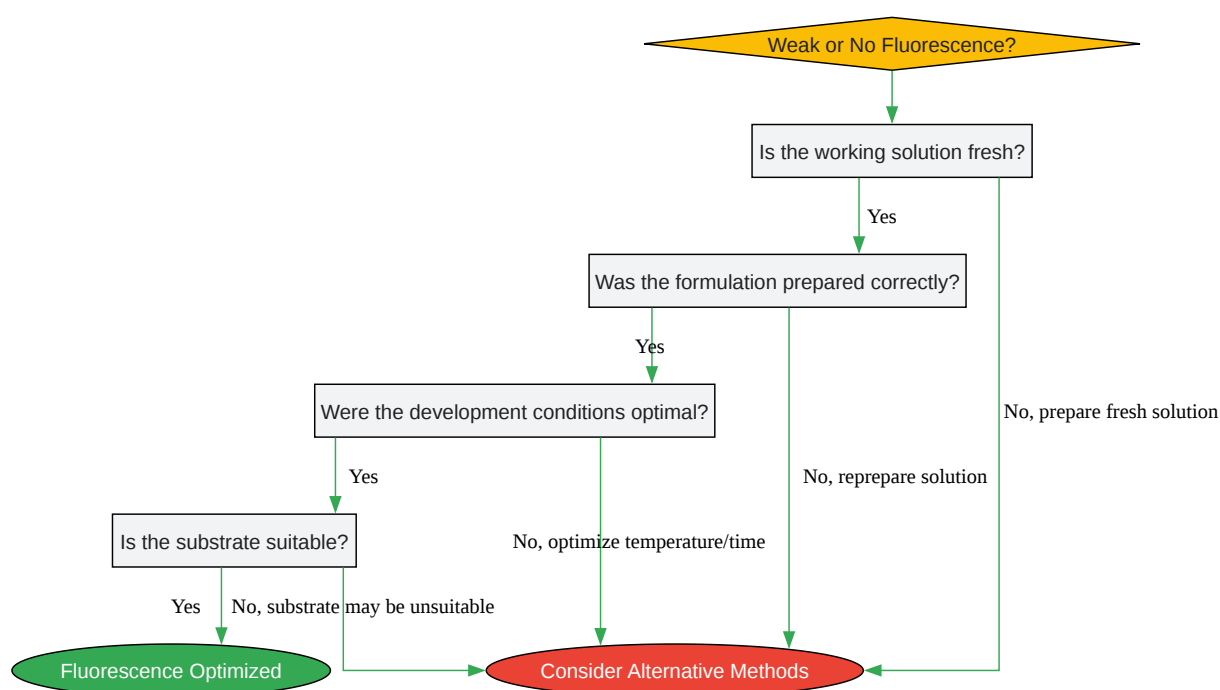 Weak or No Fluorescence?
Is the working solution fresh?
Yes
Was the formulation prepared correctly?
Yes
Were the development conditions optimal?
No, prepare fresh solution
Yes
No, reprepare solution
Is the substrate suitable?
No, optimize temperature/time
Yes
No, substrate may be unsuitable
Fluorescence Optimized
Consider Alternative Methods